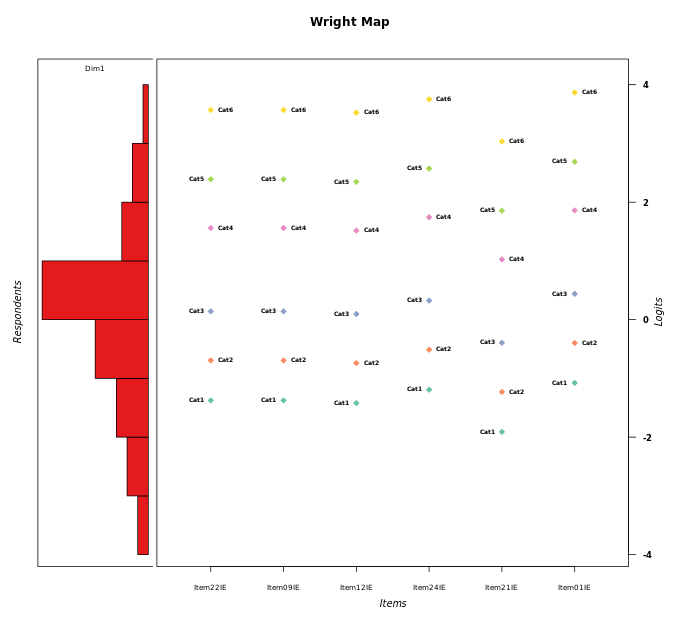 Wright Map
Dim1
Cat6 Cat6 Cat6 Cat6 Cat6 Cat6
Cat5 Cat5 Cat5 Cat5 Cat5 Cat5
Cat4 Cat4 Cat4 Cat4 Cat4 Cat4
Cat3 Cat3 Cat3 Cat3 Cat3 Cat3
Cat2 Cat2 Cat2 Cat2 Cat2 Cat2
Cat1 Cat1 Cat1 Cat1 Cat1 Cat1
4
2
0
-2
-4
Respondents
Logits
Item22IE Item09IE Item12IE Item24IE Item21IE Item01IE
Items